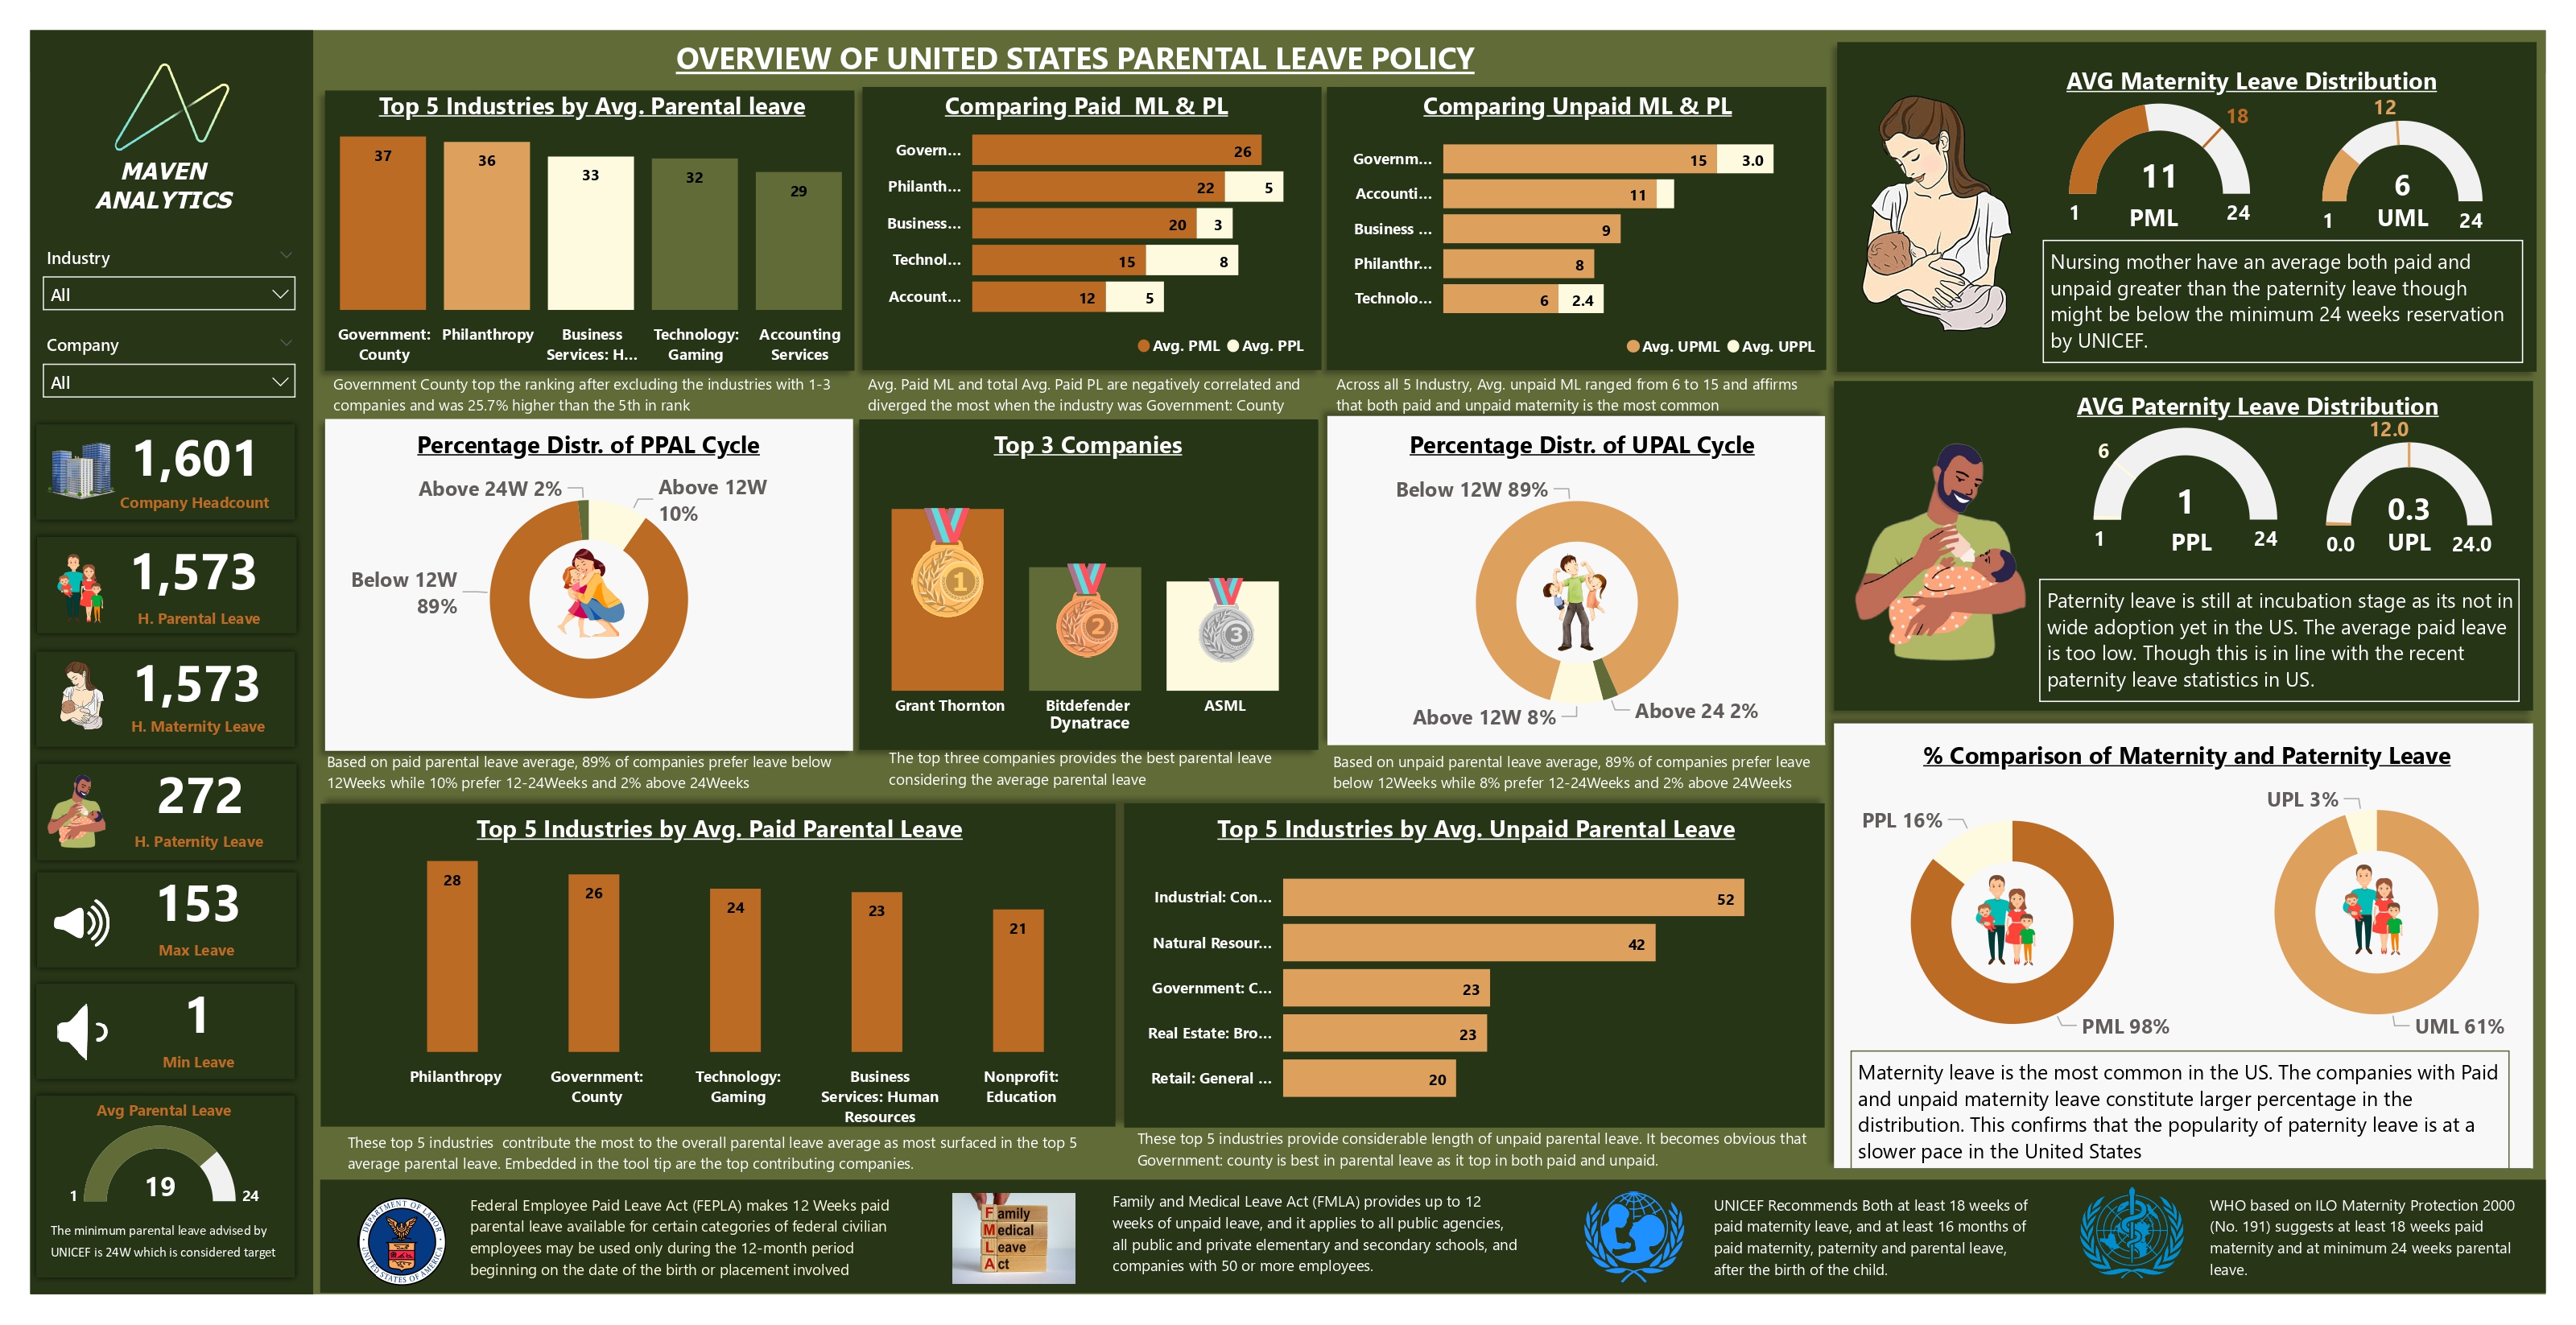 OVERVIEW OF UNITED STATES PARENTAL LEAVE POLICY
MAVEN
ANALYTICS
Industry
All
Company
All
1,601
Company Headcount
1,573
H. Parental Leave
1,573
H. Maternity Leave
272
H. Paternity Leave
153
Max Leave
1
Min Leave
Avg Parental Leave
19
1
24
The minimum parental leave advised by
UNICEF is 24W which is considered target
Top 5 Industries by Avg. Parental leave
37
36
33
32
29
Government:
County
Philanthropy
Business
Services: H...
Technology:
Gaming
Accounting
Services
Government County top the ranking after excluding the industries with 1-3
companies and was 25.7% higher than the 5th in rank
Comparing Paid ML & PL
Govern... 26
Philanth... 22 5
Business... 20 3
Technol... 15 8
Account... 12 5
Avg. PML Avg. PPL
Avg. Paid ML and total Avg. Paid PL are negatively correlated and
diverged the most when the industry was Government: County
Comparing Unpaid ML & PL
Governm... 15 3.0
Accounti... 11
Business ... 9
Philanthr... 8
Technolo... 6 2.4
Avg. UPML Avg. UPPL
Across all 5 Industry, Avg. unpaid ML ranged from 6 to 15 and affirms
that both paid and unpaid maternity is the most common
Percentage Distr. of PPAL Cycle
Above 24W 2%
Above 12W
10%
Below 12W
89%
Based on paid parental leave average, 89% of companies prefer leave below
12Weeks while 10% prefer 12-24Weeks and 2% above 24Weeks
Top 3 Companies
1
2
3
Grant Thornton
Bitdefender
Dynatrace
ASML
The top three companies provides the best parental leave
considering the average parental leave
Percentage Distr. of UPAL Cycle
Below 12W 89%
Above 12W 8%
Above 24 2%
Based on unpaid parental leave average, 89% of companies prefer leave
below 12Weeks while 8% prefer 12-24Weeks and 2% above 24Weeks
Top 5 Industries by Avg. Paid Parental Leave
28
26
24
23
21
Philanthropy
Government:
County
Technology:
Gaming
Business
Services: Human
Resources
Nonprofit:
Education
These top 5 industries contribute the most to the overall parental leave average as most surfaced in the top 5
average parental leave. Embedded in the tool tip are the top contributing companies.
Top 5 Industries by Avg. Unpaid Parental Leave
Industrial: Con... 52
Natural Resour... 42
Government: C... 23
Real Estate: Bro... 23
Retail: General ... 20
These top 5 industries provide considerable length of unpaid parental leave. It becomes obvious that
Government: county is best in parental leave as it top in both paid and unpaid.
AVG Maternity Leave Distribution
18
11
1 PML 24
12
6
1 UML 24
Nursing mother have an average both paid and
unpaid greater than the paternity leave though
might be below the minimum 24 weeks reservation
by UNICEF.
AVG Paternity Leave Distribution
6
1
1 PPL 24
12.0
0.3
0.0 UPL 24.0
Paternity leave is still at incubation stage as its not in
wide adoption yet in the US. The average paid leave
is too low. Though this is in line with the recent
paternity leave statistics in US.
% Comparison of Maternity and Paternity Leave
PPL 16%
PML 98%
UPL 3%
UML 61%
Maternity leave is the most common in the US. The companies with Paid
and unpaid maternity leave constitute larger percentage in the
distribution. This confirms that the popularity of paternity leave is at a
slower pace in the United States
DEPARTMENT OF LABOR
UNITED STATES OF AMERICA
Federal Employee Paid Leave Act (FEPLA) makes 12 Weeks paid
parental leave available for certain categories of federal civilian
employees may be used only during the 12-month period
beginning on the date of the birth or placement involved
Family
Medical
Leave
Act
Family and Medical Leave Act (FMLA) provides up to 12
weeks of unpaid leave, and it applies to all public agencies,
all public and private elementary and secondary schools, and
companies with 50 or more employees.
UNICEF Recommends Both at least 18 weeks of
paid maternity leave, and at least 16 months of
paid maternity, paternity and parental leave,
after the birth of the child.
WHO based on ILO Maternity Protection 2000
(No. 191) suggests at least 18 weeks paid
maternity and at minimum 24 weeks parental
leave.